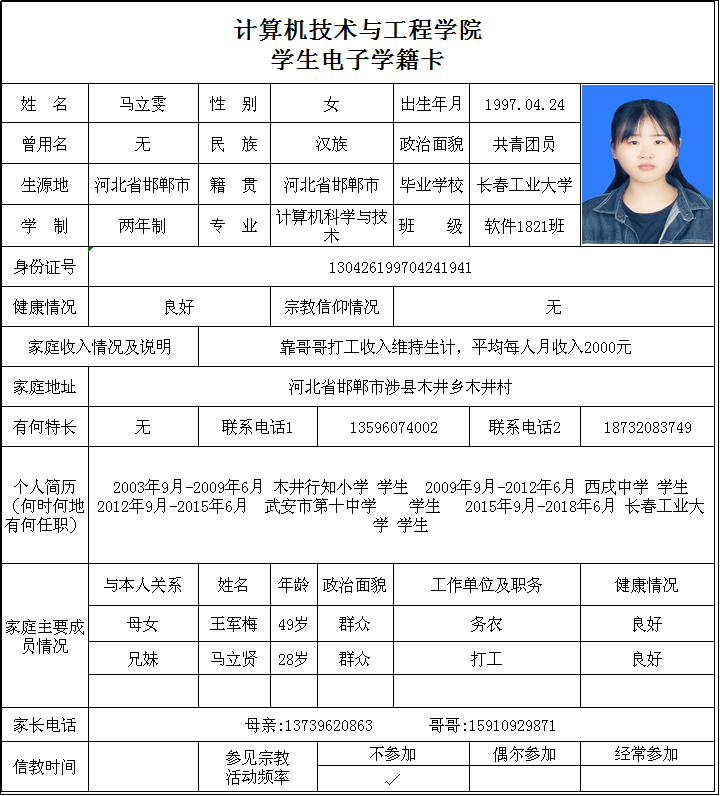 计算机技术与工程学院
学生电子学籍卡
姓 名 马立雯 性 别 女 出生年月 1997.04.24
曾用名 无 民 族 汉族 政治面貌 共青团员
生源地 河北省邯郸市 籍 贯 河北省邯郸市 毕业学校 长春工业大学
学 制 两年制 专 业 计算机科学与技术 班 级 软件1821班
身份证号 130426199704241941
健康情况 良好 宗教信仰情况 无
家庭收入情况及说明 靠哥哥打工收入维持生计，平均每人月收入2000元
家庭地址 河北省邯郸市涉县木井乡木井村
有何特长 无 联系电话1 13596074002 联系电话2 18732083749
个人简历
（何时何地
有何任职）
2003年9月-2009年6月 木井行知小学 学生 2009年9月-2012年6月 西戌中学 学生
2012年9月-2015年6月 武安市第十中学 学生 2015年9月-2018年6月 长春工业大
学 学生
家庭主要成
员情况
与本人关系 姓名 年龄 政治面貌 工作单位及职务 健康情况
母女 王军梅 49岁 群众 务农 良好
兄妹 马立贤 28岁 群众 打工 良好
家长电话 母亲:13739620863 哥哥:15910929871
信教时间 参见宗教
活动频率
不参加 偶尔参加 经常参加
✓